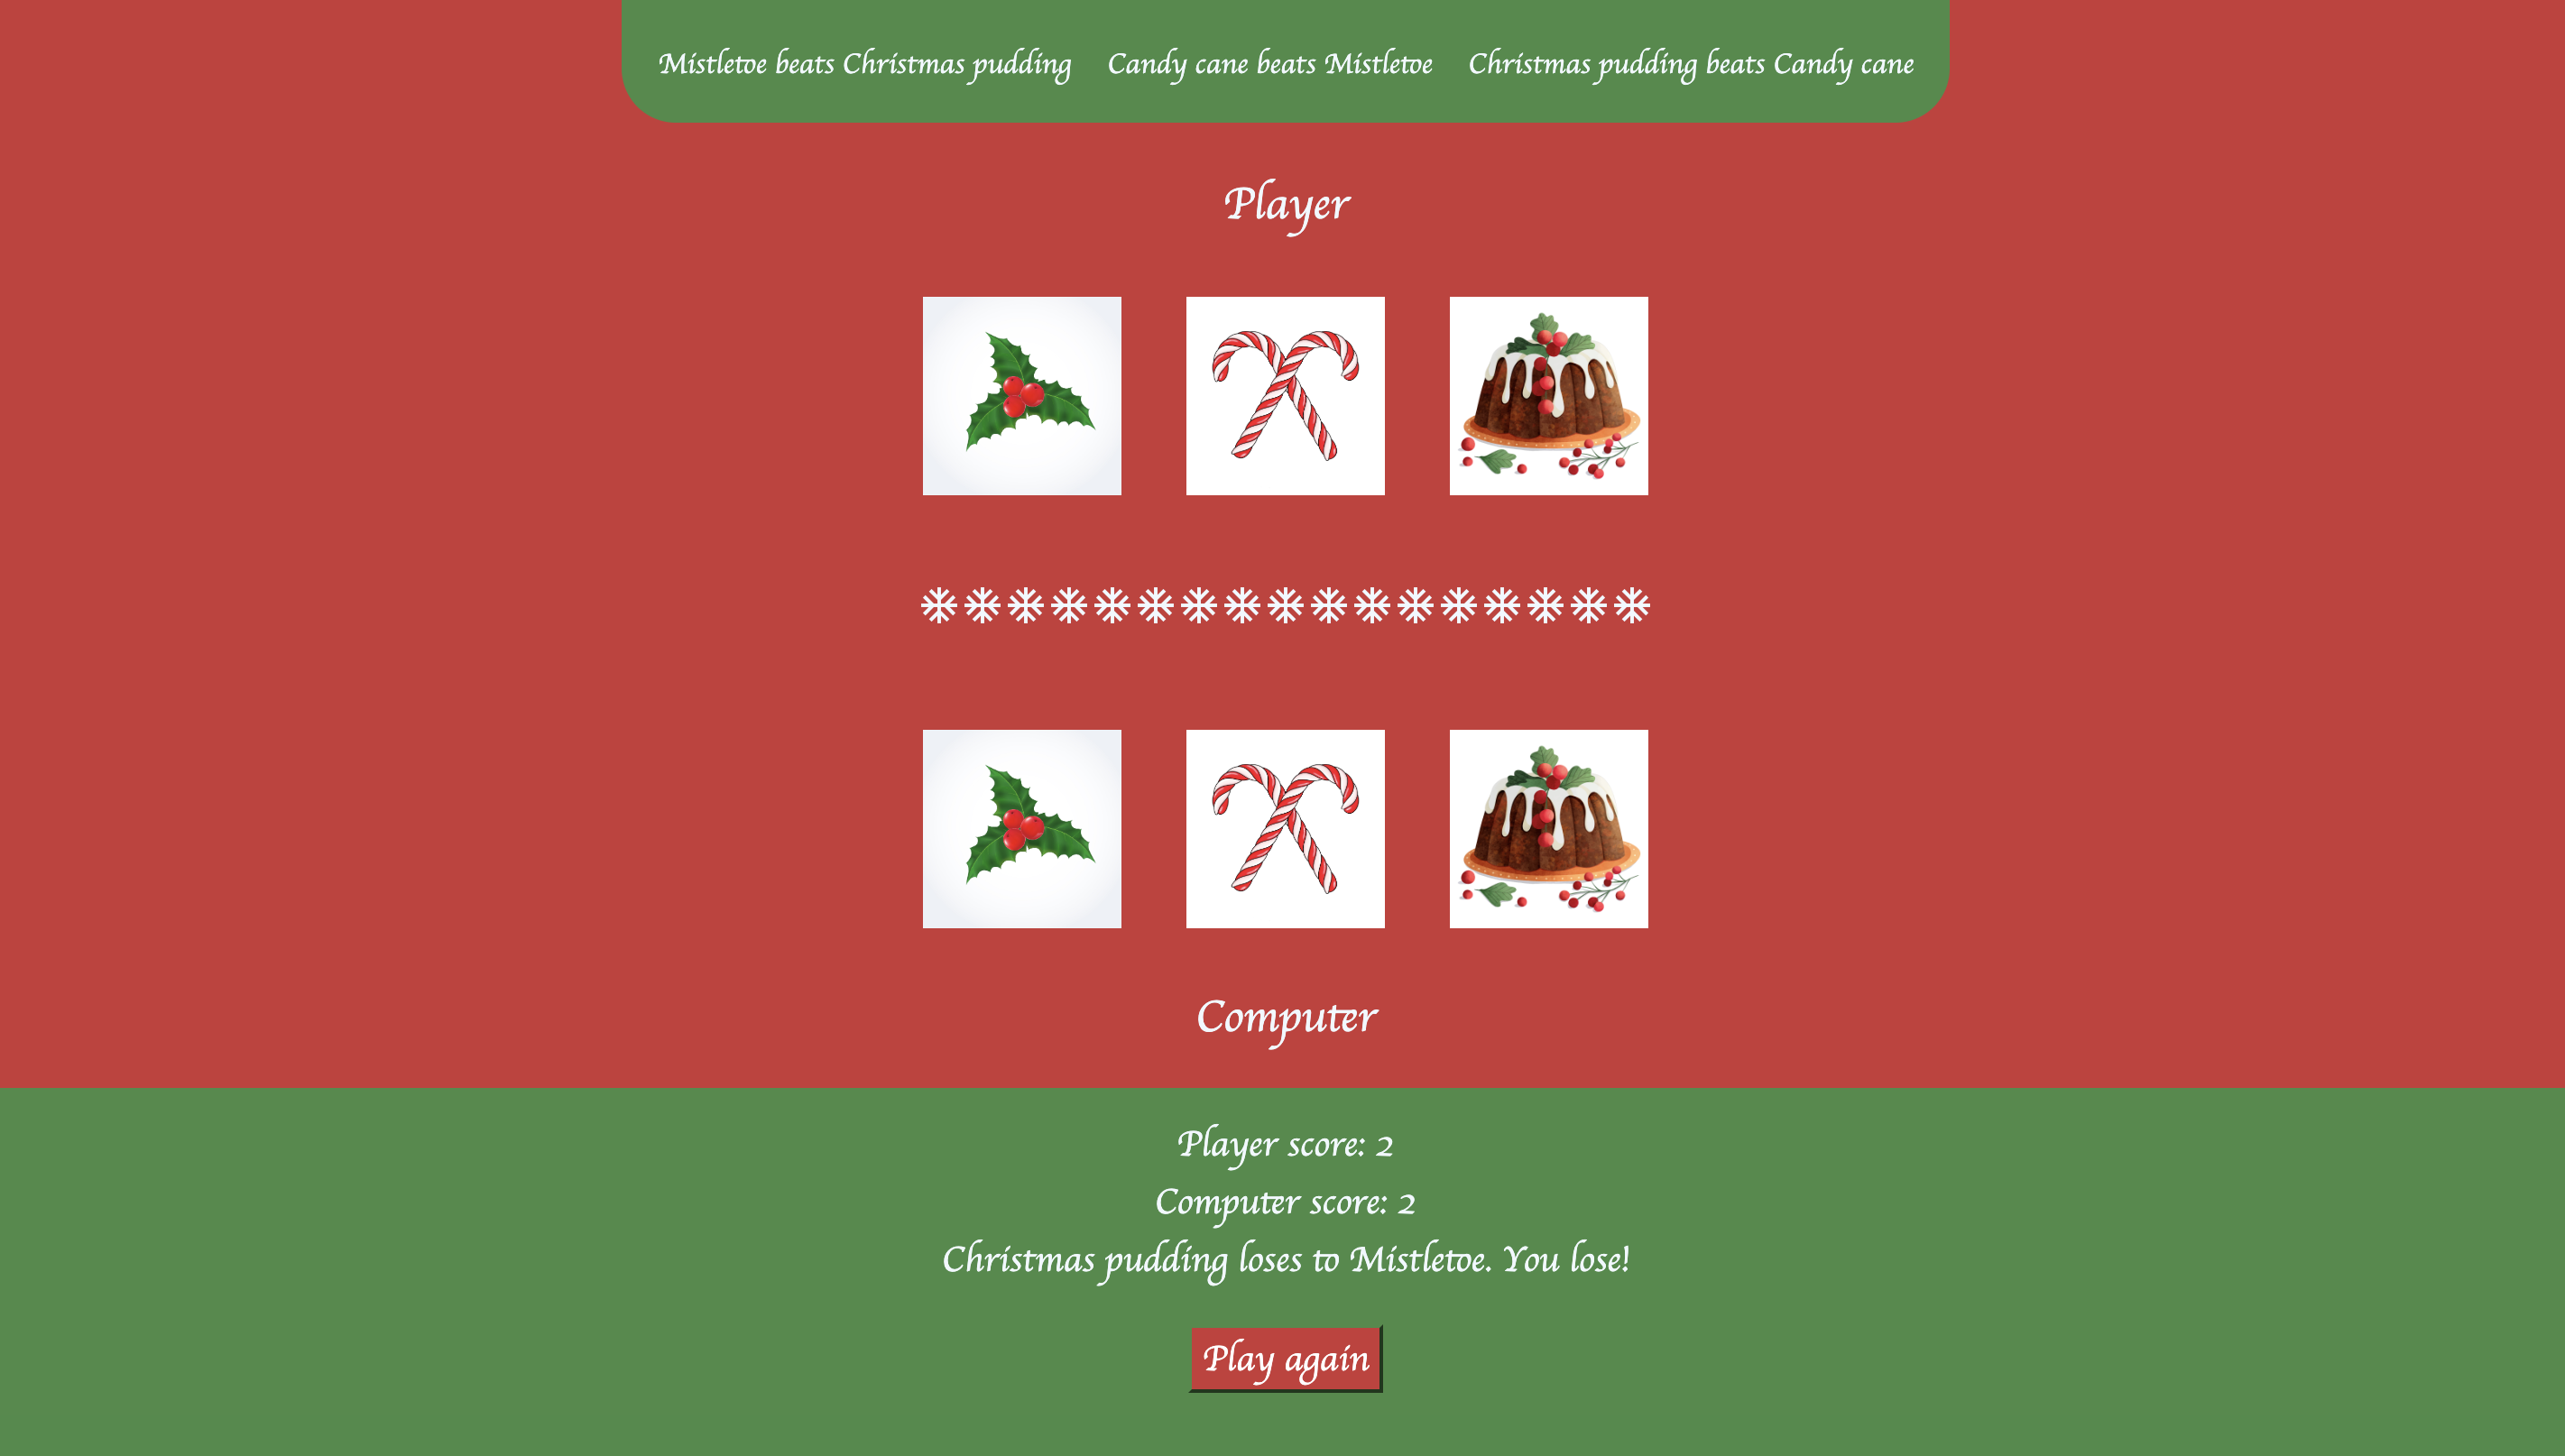 Mistletoe beats Christmas pudding Candy cane beats Mistletoe Christmas pudding beats Candy cane
Player
Computer
Player score: 2
Computer score: 2
Christmas pudding loses to Mistletoe. You lose!
Play again